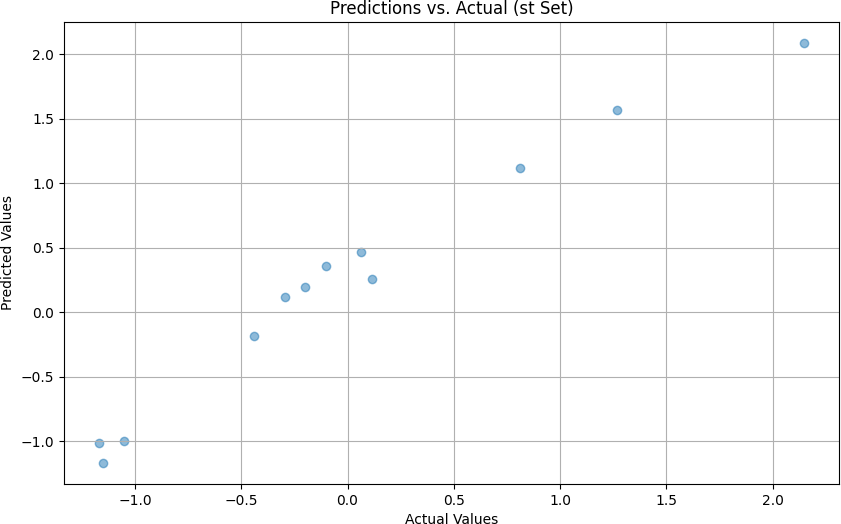 Predictions vs. Actual (st Set)
Predicted Values
2.0
1.5
1.0
0.5
0.0
−0.5
−1.0
−1.0 −0.5 0.0 0.5 1.0 1.5 2.0
Actual Values